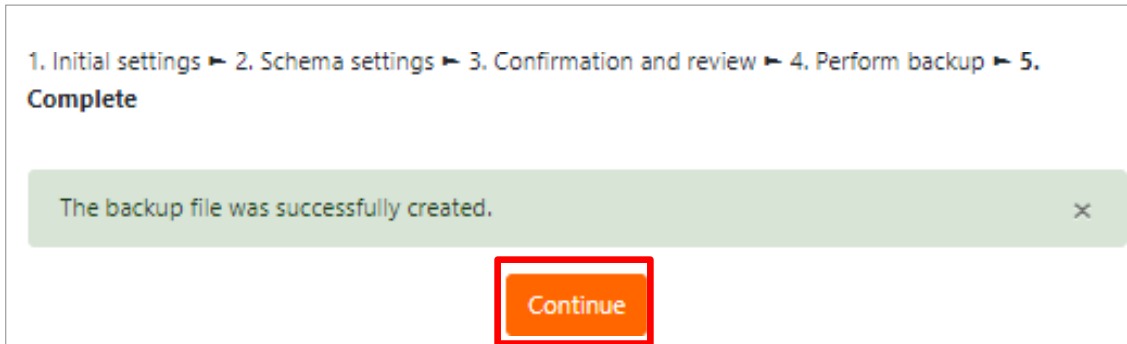 1. Initial settings ► 2. Schema settings ► 3. Confirmation and review ► 4. Perform backup ► 5.
Complete
The backup file was successfully created. ×
Continue